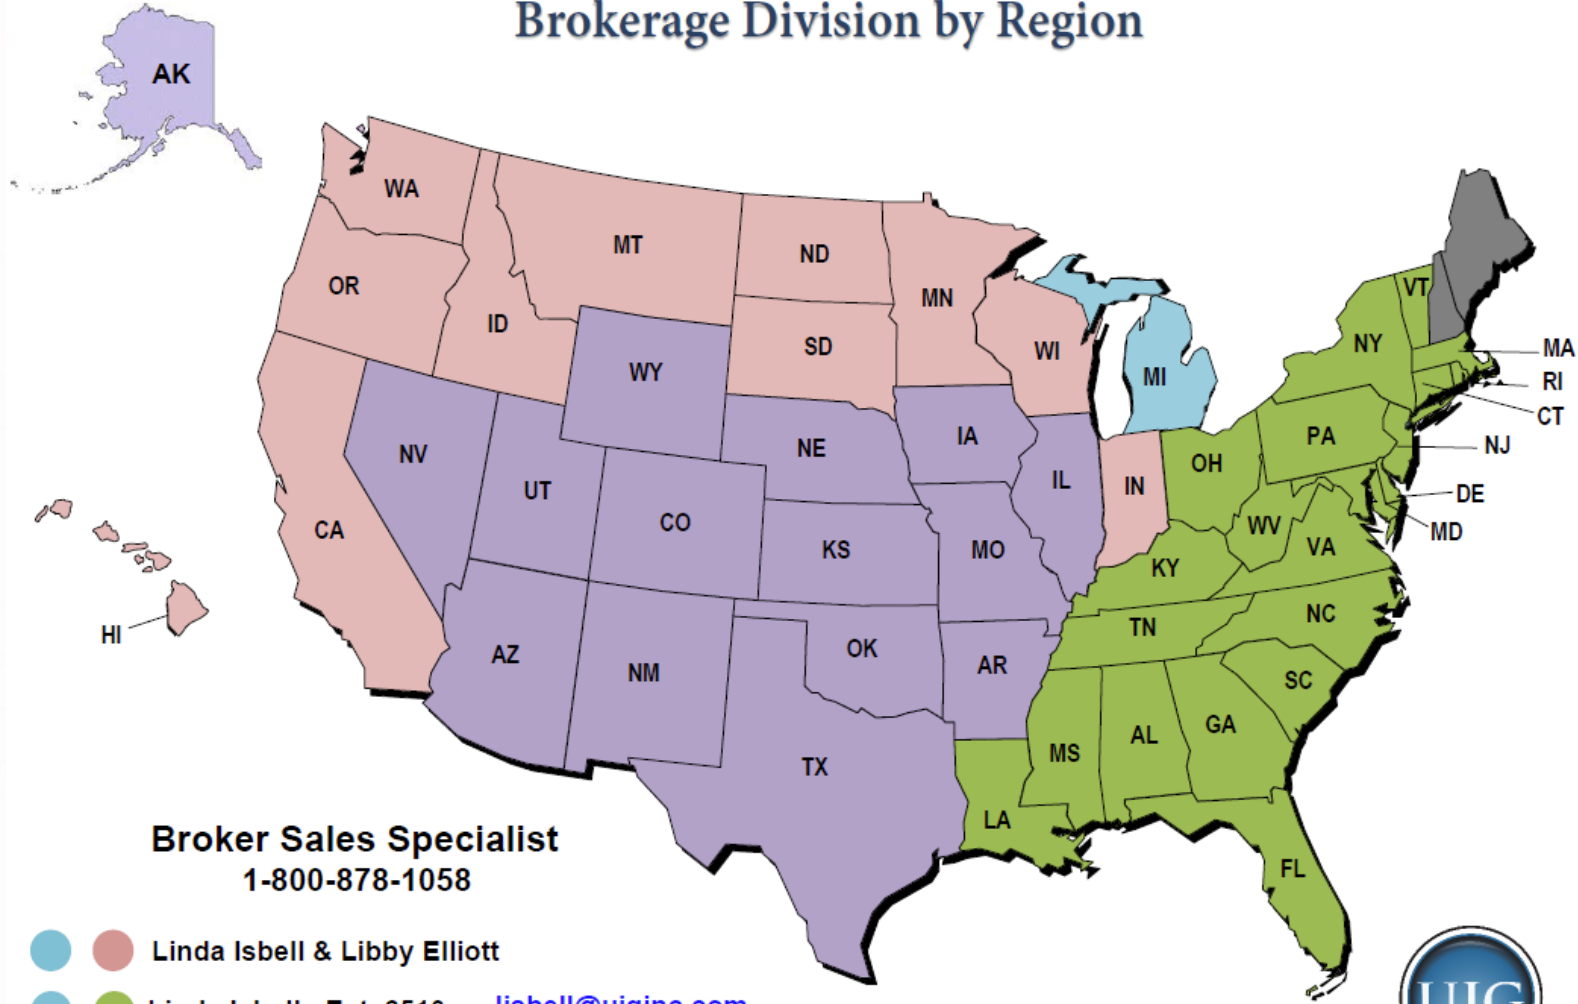 Brokerage Division by Region
AK
WA
MT
ND
MN
OR
ID
SD
WI
MI
WY
NY
VT
MA
RI
CT
NV
UT
NE
IA
IL
IN
OH
PA
NJ
DE
MD
CA
CO
KS
MO
KY
WV
VA
HI
AZ
NM
OK
AR
TN
NC
SC
TX
LA
MS
AL
GA
FL
Broker Sales Specialist
1-800-878-1058
Linda Isbell & Libby Elliott
UIG